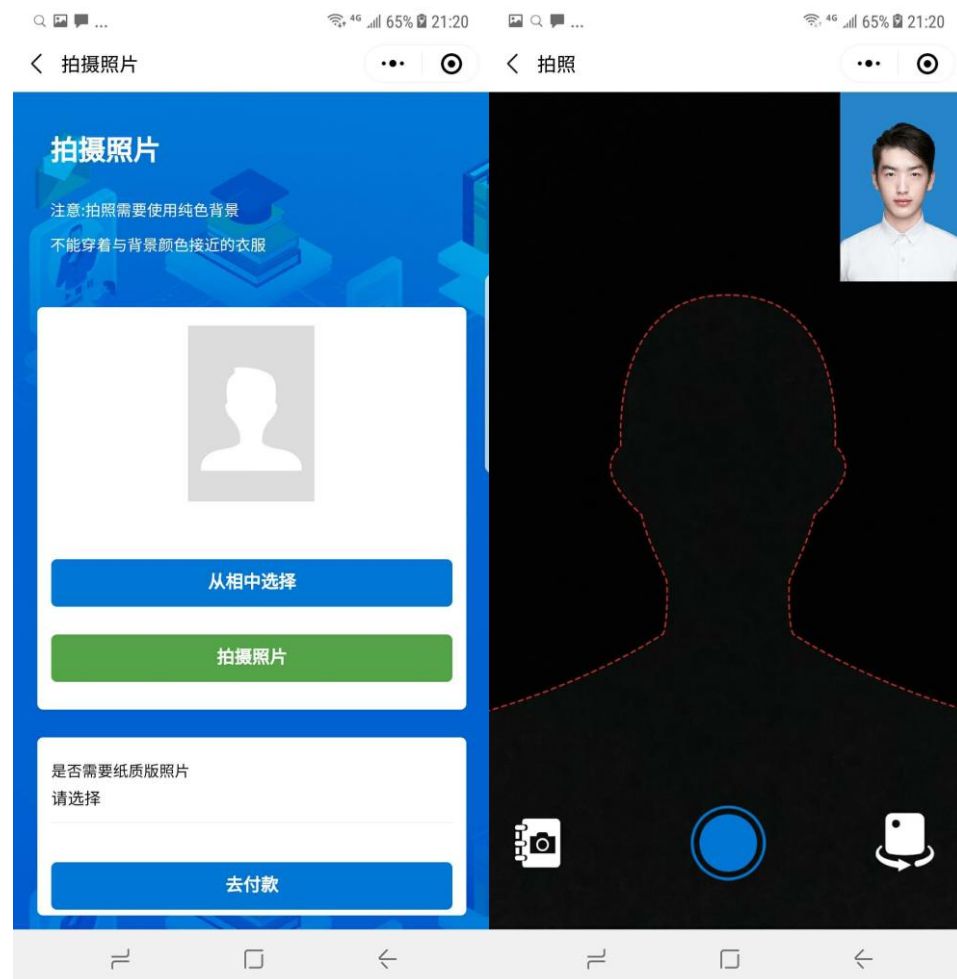 ... 4G 65% 21:20
拍摄照片
拍摄照片
注意:拍照需要使用纯色背景
不能穿着与背景颜色接近的衣服
从相中选择
拍摄照片
是否需要纸质版照片
请选择
去付款
... 4G 65% 21:20
拍照